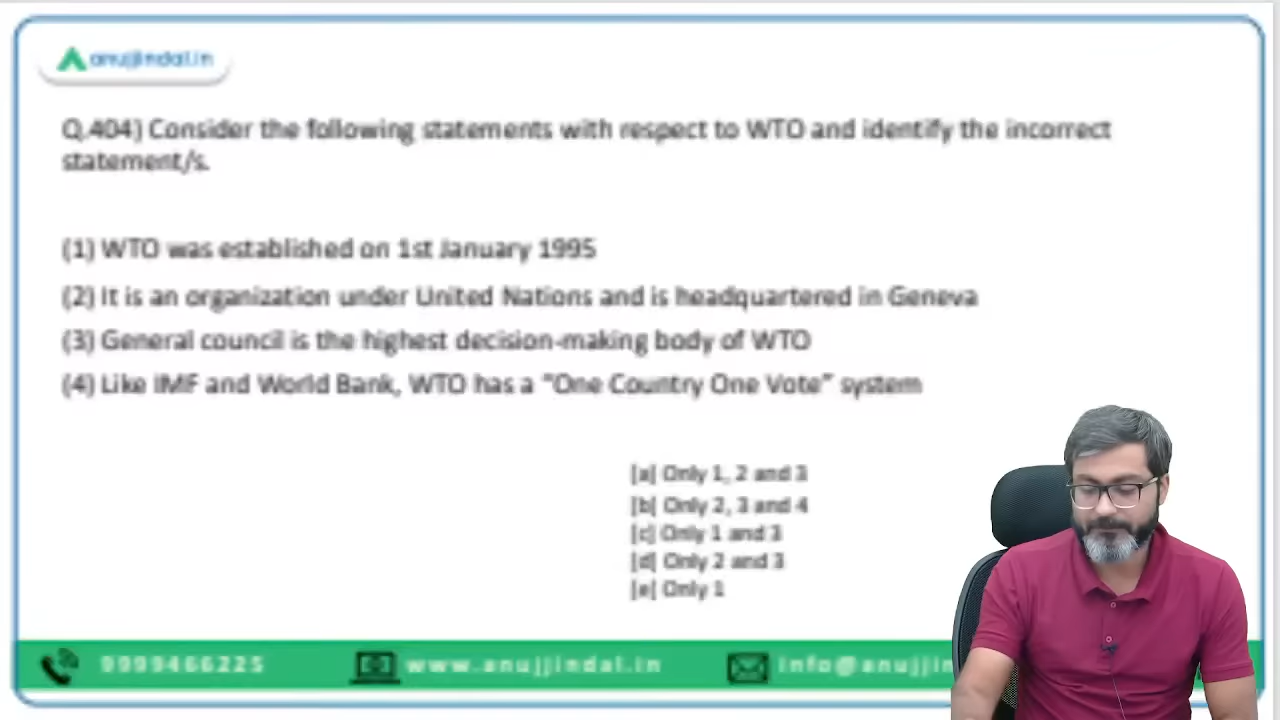 anujjindal.in
Q.404) Consider the following statements with respect to WTO and identify the incorrect
statement/s.
(1) WTO was established on 1st January 1995
(2) It is an organization under United Nations and is headquartered in Geneva
(3) General council is the highest decision-making body of WTO
(4) Like IMF and World Bank, WTO has a "One Country One Vote" system
[a] Only 1, 2 and 3
[b] Only 2, 3 and 4
[c] Only 1 and 3
[d] Only 2 and 3
[e] Only 1
9999466225 www.anujjindal.in info@anujjin